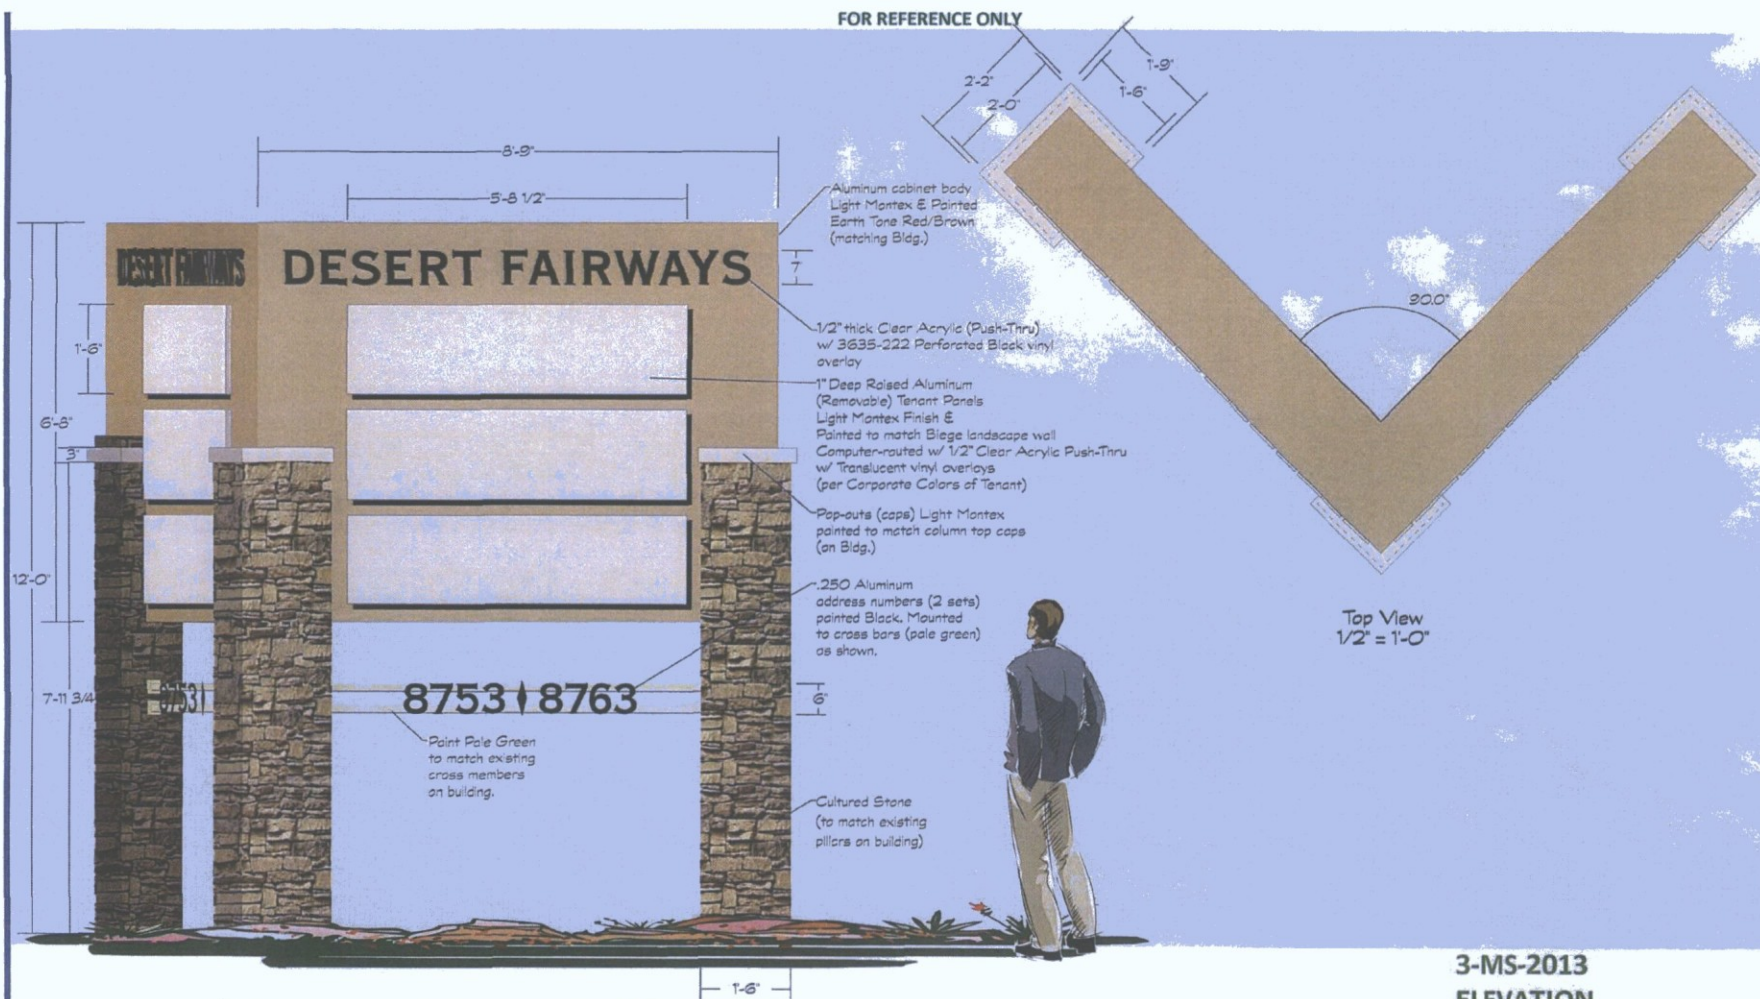 FOR REFERENCE ONLY
2'-2"
2'-0"
1'-9"
1'-6"
8'-9"
5'-8 1/2"
Aluminum cabinet body
Light Montex & Painted
Earth Tone Red/Brown
(matching Bldg.)
DESERT FAIRWAYS
DESERT FAIRWAYS
7"
90.0°
1/2" thick Clear Acrylic (Push-Thru)
w/ 3635-222 Perforated Black vinyl
overlay
1'-6"
1" Deep Raised Aluminum
(Removable) Tenant Panels
Light Montex Finish &
Painted to match Biege landscape wall
Computer-routed w/ 1/2" Clear Acrylic Push-Thru
w/ Translucent vinyl overlays
(per Corporate Colors of Tenant)
6'-8"
3"
Pop-outs (caps) Light Montex
painted to match column top caps
(on Bldg.)
12'-0"
.250 Aluminum
address numbers (2 sets)
painted Black. Mounted
to cross bars (pale green)
as shown.
Top View
1/2" = 1'-0"
7'-11 3/4"
8753
8753 ♦ 8763
6"
Paint Pale Green
to match existing
cross members
on building.
Cultured Stone
(to match existing
pillars on building)
1'-6"
3-MS-2013
ELEVATION